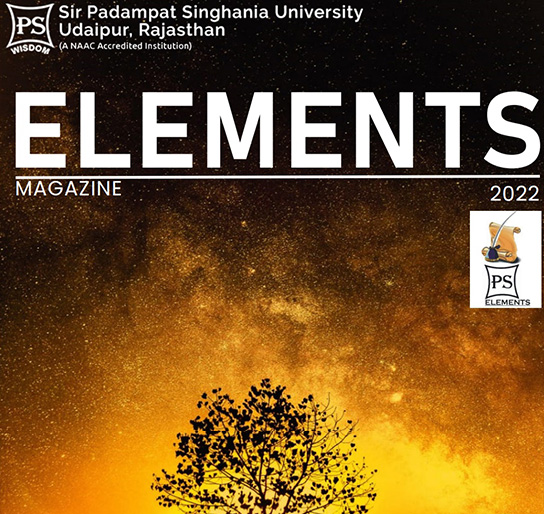 PS
WISDOM
Sir Padampat Singhania University
Udaipur, Rajasthan
(A NAAC Accredited Institution)
ELEMENTS
MAGAZINE
2022
PS
ELEMENTS